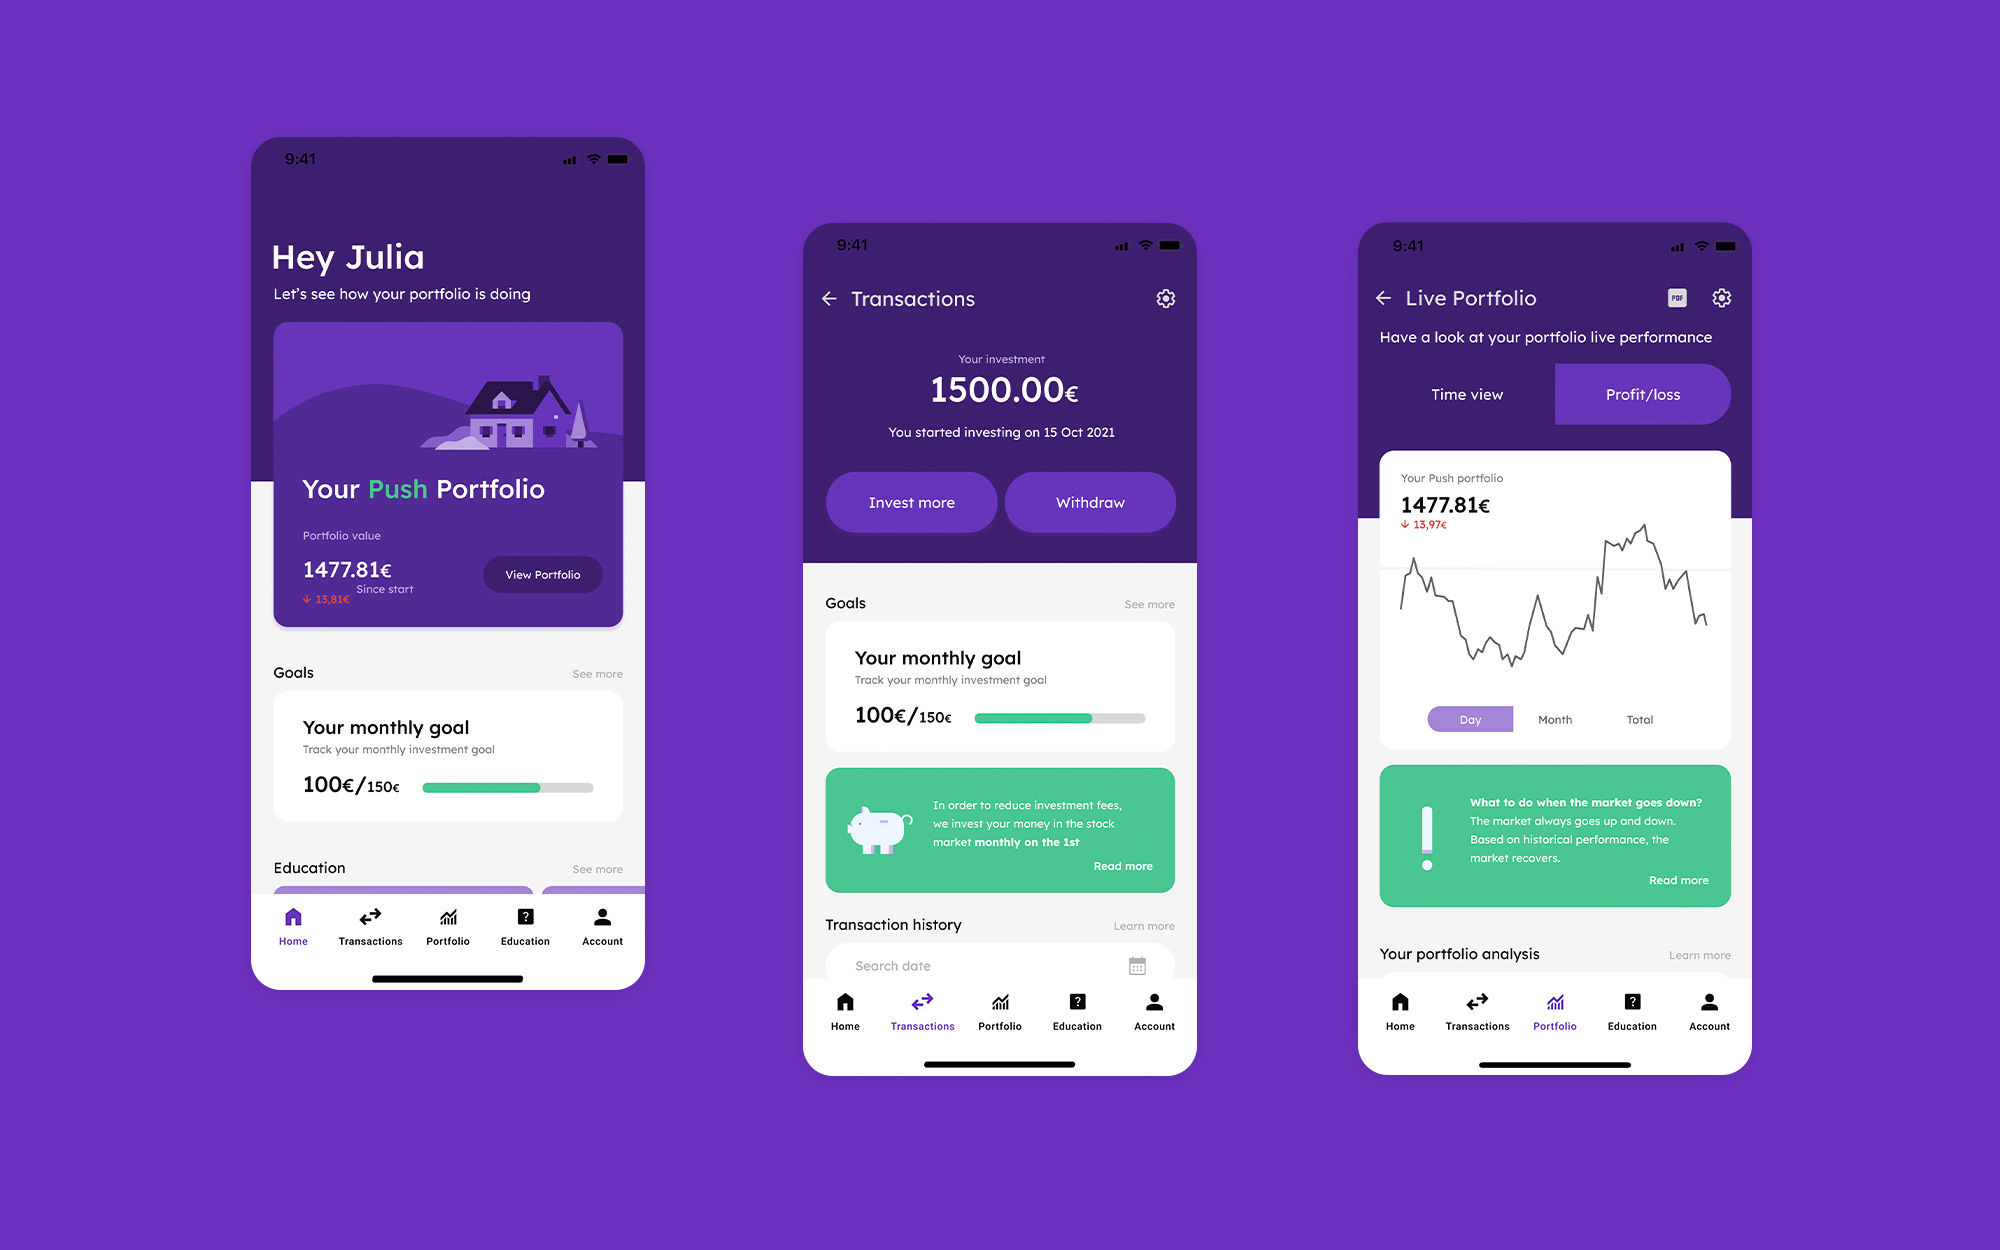 9:41
Hey Julia
Let's see how your portfolio is doing
Your Push Portfolio
Portfolio value
1477.81€
↓ 13,81€ Since start
View Portfolio
Goals See more
Your monthly goal
Track your monthly investment goal
100€/150€
Education See more
Home Transactions Portfolio Education Account
9:41
Transactions
Your investment
1500.00€
You started investing on 15 Oct 2021
Invest more Withdraw
Goals See more
Your monthly goal
Track your monthly investment goal
100€/150€
In order to reduce investment fees,
we invest your money in the stock
market monthly on the 1st
Read more
Transaction history Learn more
Search date
Home Transactions Portfolio Education Account
9:41
Live Portfolio PDF
Have a look at your portfolio live performance
Time view Profit/loss
Your Push portfolio
1477.81€
↓ 13,97€
Day Month Total
What to do when the market goes down?
The market always goes up and down.
Based on historical performance, the
market recovers.
Read more
Your portfolio analysis Learn more
Home Transactions Portfolio Education Account